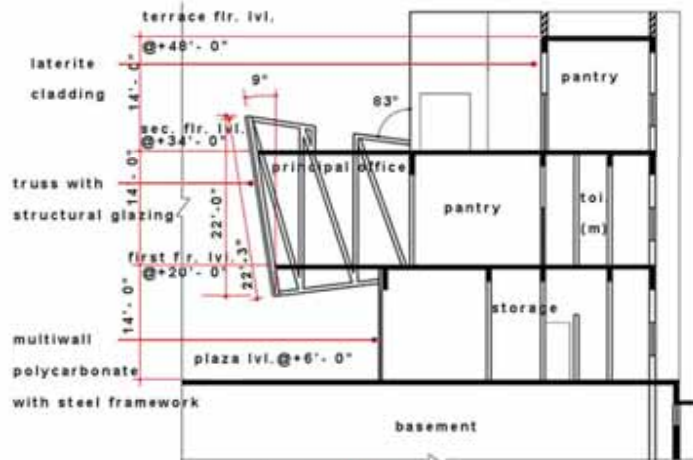 terrace flr. lvl.
@+48'- 0"
laterite
cladding
14'- 0"
9"
83°
pantry
sec. flr. lvl.
@+34'- 0"
principal office
truss with
structural glazing
14'- 0"
22'-0"
22'-3"
pantry
toi.
(m)
first flr. lvl.
@+20'- 0"
14'- 0"
storage
multiwall
polycarbonate
with steel framework
plaza lvl.@+6'- 0"
basement